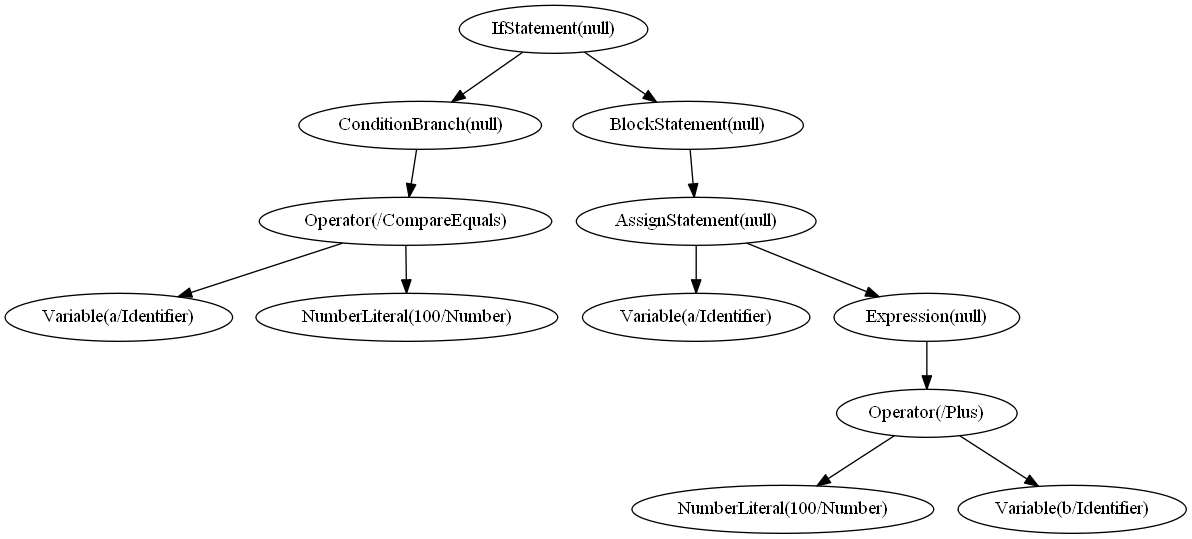 IfStatement(null)
ConditionBranch(null)
BlockStatement(null)
Operator(/CompareEquals)
AssignStatement(null)
Variable(a/Identifier)
NumberLiteral(100/Number)
Variable(a/Identifier)
Expression(null)
Operator(/Plus)
NumberLiteral(100/Number)
Variable(b/Identifier)